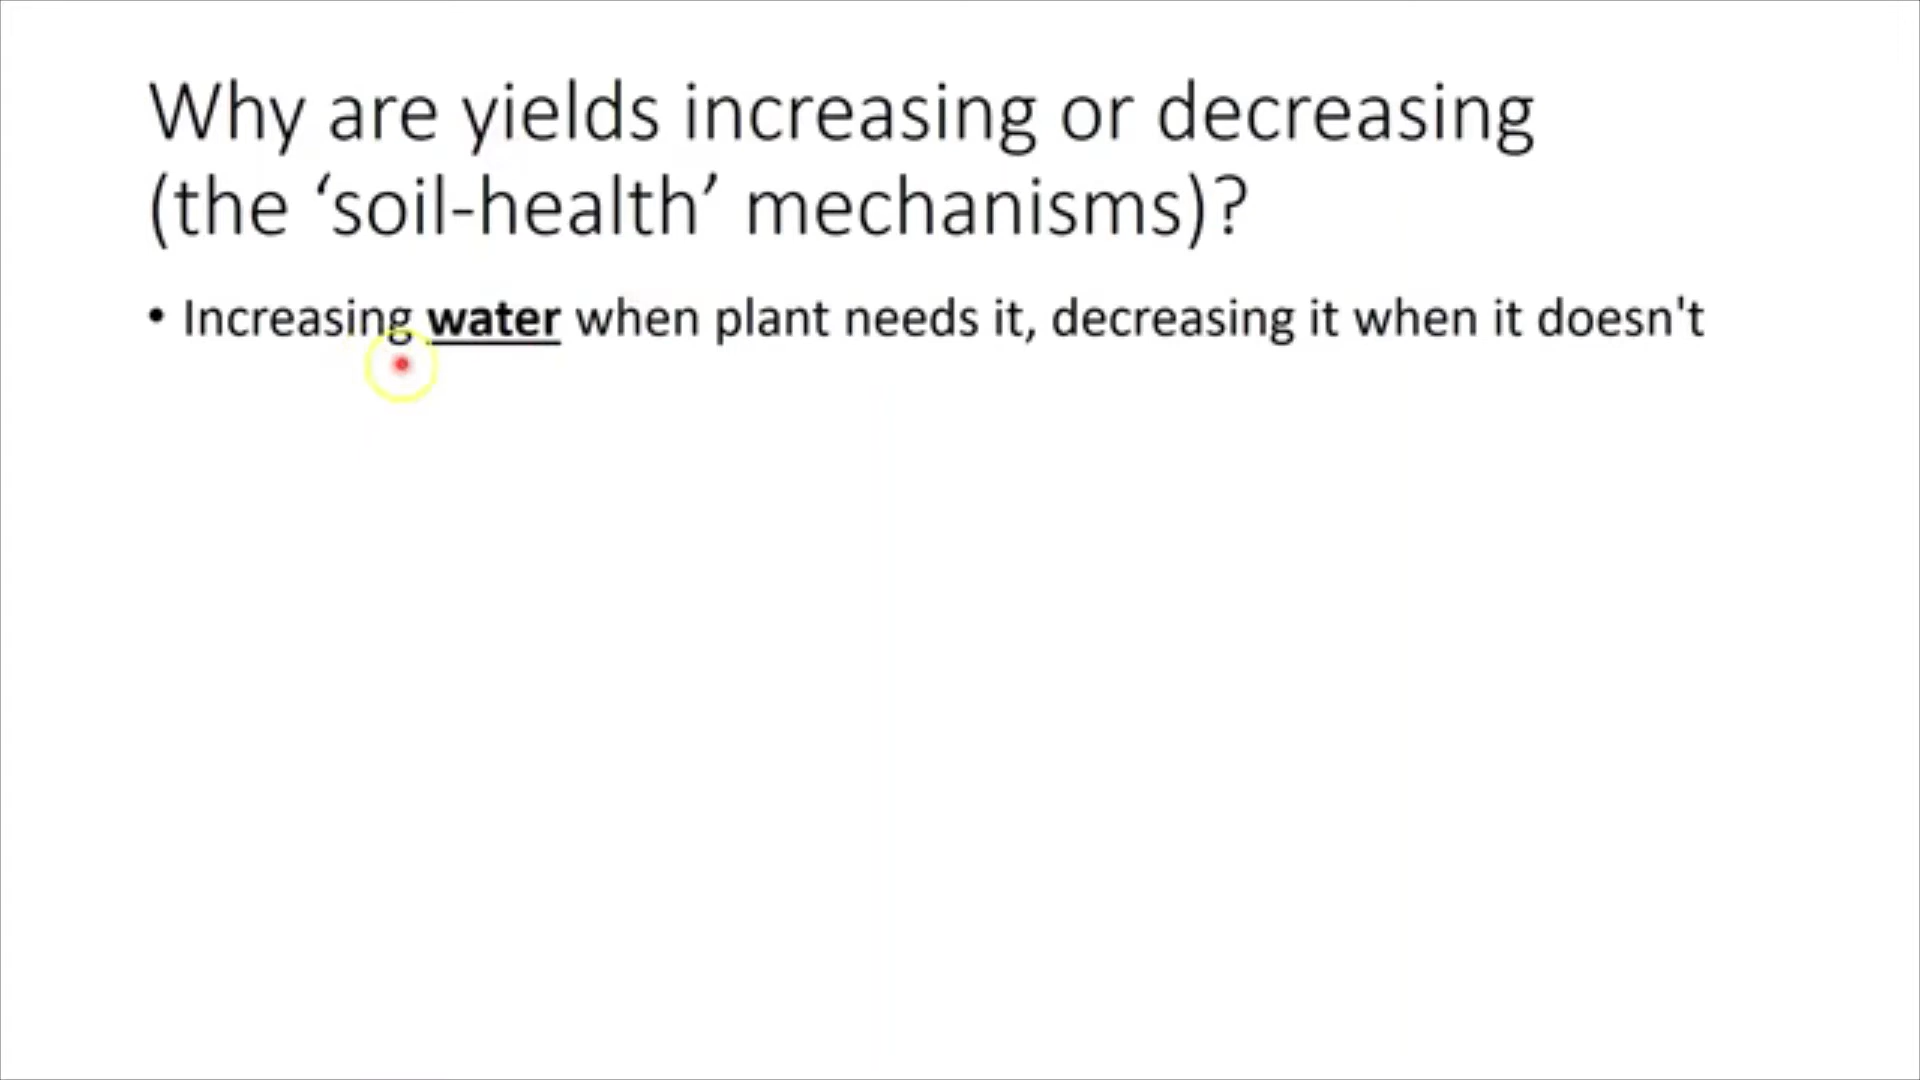 Why are yields increasing or decreasing
(the ‘soil-health’ mechanisms)?
• Increasing water when plant needs it, decreasing it when it doesn't